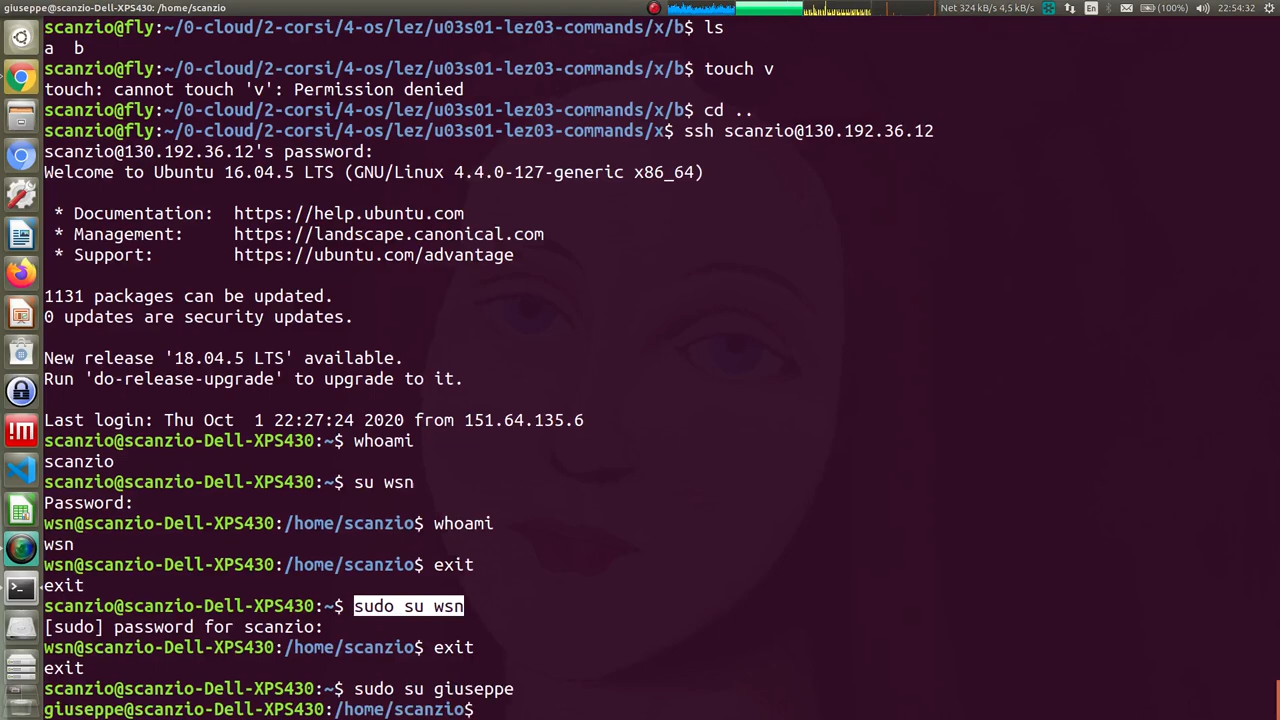 giuseppe@scanzio-Dell-XPS430: /home/scanzio
Net 324 kB/s 4,5 kB/s
En
(100%)
22:54:32
scanzio@fly:~/0-cloud/2-corsi/4-os/lez/u03s01-lez03-commands/x/b$ ls
a  b
scanzio@fly:~/0-cloud/2-corsi/4-os/lez/u03s01-lez03-commands/x/b$ touch v
touch: cannot touch 'v': Permission denied
scanzio@fly:~/0-cloud/2-corsi/4-os/lez/u03s01-lez03-commands/x/b$ cd ..
scanzio@fly:~/0-cloud/2-corsi/4-os/lez/u03s01-lez03-commands/x$ ssh scanzio@130.192.36.12
scanzio@130.192.36.12's password:
Welcome to Ubuntu 16.04.5 LTS (GNU/Linux 4.4.0-127-generic x86_64)
* Documentation:  https://help.ubuntu.com
* Management:     https://landscape.canonical.com
* Support:        https://ubuntu.com/advantage
1131 packages can be updated.
0 updates are security updates.
New release '18.04.5 LTS' available.
Run 'do-release-upgrade' to upgrade to it.
Last login: Thu Oct  1 22:27:24 2020 from 151.64.135.6
scanzio@scanzio-Dell-XPS430:~$ whoami
scanzio
scanzio@scanzio-Dell-XPS430:~$ su wsn
Password:
wsn@scanzio-Dell-XPS430:/home/scanzio$ whoami
wsn
wsn@scanzio-Dell-XPS430:/home/scanzio$ exit
exit
scanzio@scanzio-Dell-XPS430:~$ sudo su wsn
[sudo] password for scanzio:
wsn@scanzio-Dell-XPS430:/home/scanzio$ exit
exit
scanzio@scanzio-Dell-XPS430:~$ sudo su giuseppe
giuseppe@scanzio-Dell-XPS430:/home/scanzio$